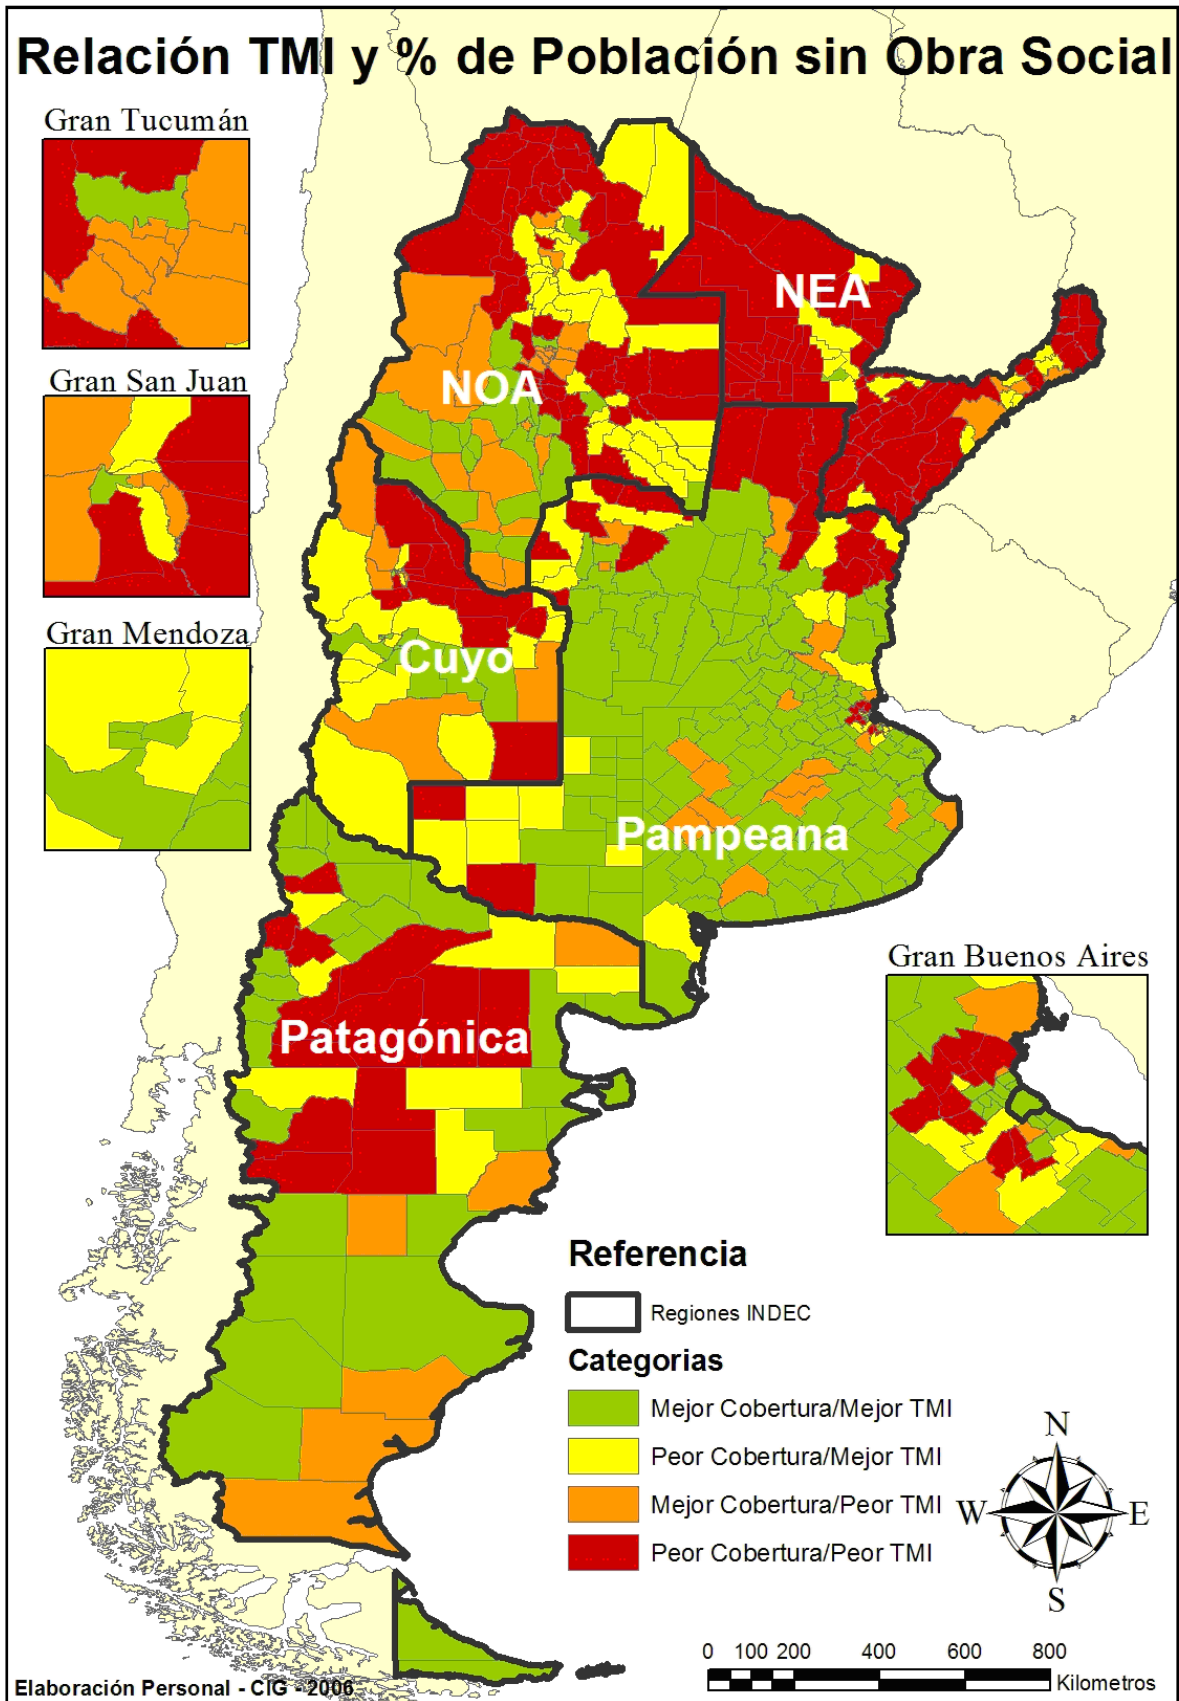 Relación TMI y % de Población sin Obra Social
Gran Tucumán
Gran San Juan
Gran Mendoza
NEA
NOA
Cuyo
Pampeana
Patagónica
Gran Buenos Aires
Referencia
Regiones INDEC
Categorias
Mejor Cobertura/Mejor TMI
Peor Cobertura/Mejor TMI
Mejor Cobertura/Peor TMI
Peor Cobertura/Peor TMI
N
W E
S
0 100 200 400 600 800
Kilometros
Elaboración Personal - CIG - 2006